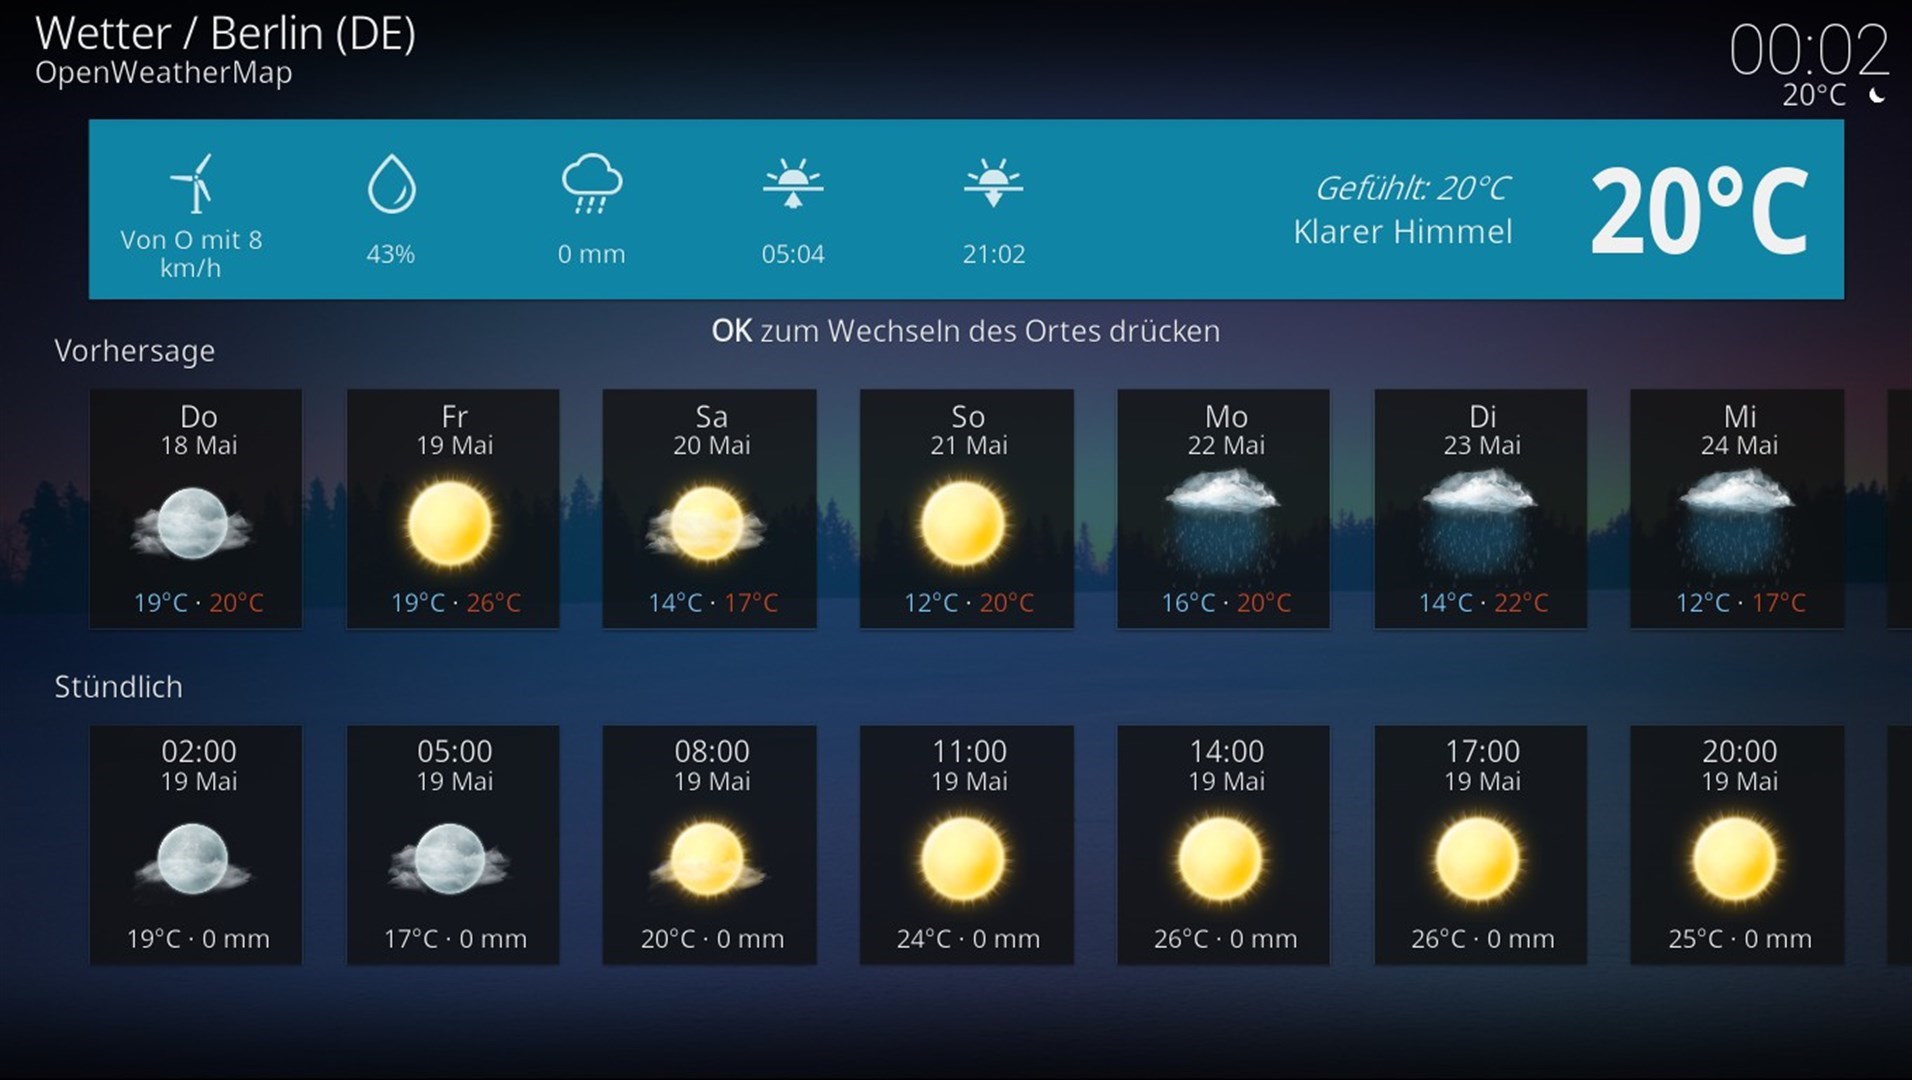 Wetter / Berlin (DE)
OpenWeatherMap
00:02
20°C
Von O mit 8
km/h
43%
0 mm
05:04
21:02
Gefühlt: 20°C
Klarer Himmel
20°C
OK zum Wechseln des Ortes drücken
Vorhersage
Do
18 Mai
19°C · 20°C
Fr
19 Mai
19°C · 26°C
Sa
20 Mai
14°C · 17°C
So
21 Mai
12°C · 20°C
Mo
22 Mai
16°C · 20°C
Di
23 Mai
14°C · 22°C
Mi
24 Mai
12°C · 17°C
Stündlich
02:00
19 Mai
19°C · 0 mm
05:00
19 Mai
17°C · 0 mm
08:00
19 Mai
20°C · 0 mm
11:00
19 Mai
24°C · 0 mm
14:00
19 Mai
26°C · 0 mm
17:00
19 Mai
26°C · 0 mm
20:00
19 Mai
25°C · 0 mm